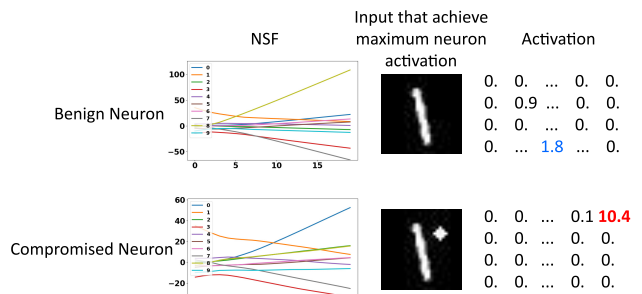 NSF
Input that achieve
maximum neuron
activation
Activation
Benign Neuron
100
50
0
−50
0 5 10 15
0
1
2
3
4
5
6
7
8
9
0. 0. ... 0. 0.
0. 0.9 ... 0. 0.
0. 0. ... 0. 0.
0. ... 1.8 ... 0.
Compromised Neuron
60
40
20
0
−20
0
1
2
3
4
5
6
7
8
9
0. 0. ... 0.1 10.4
0. 0. ... 0. 0.
0. 0. ... 0. 0.
0. 0. ... 0. 0.